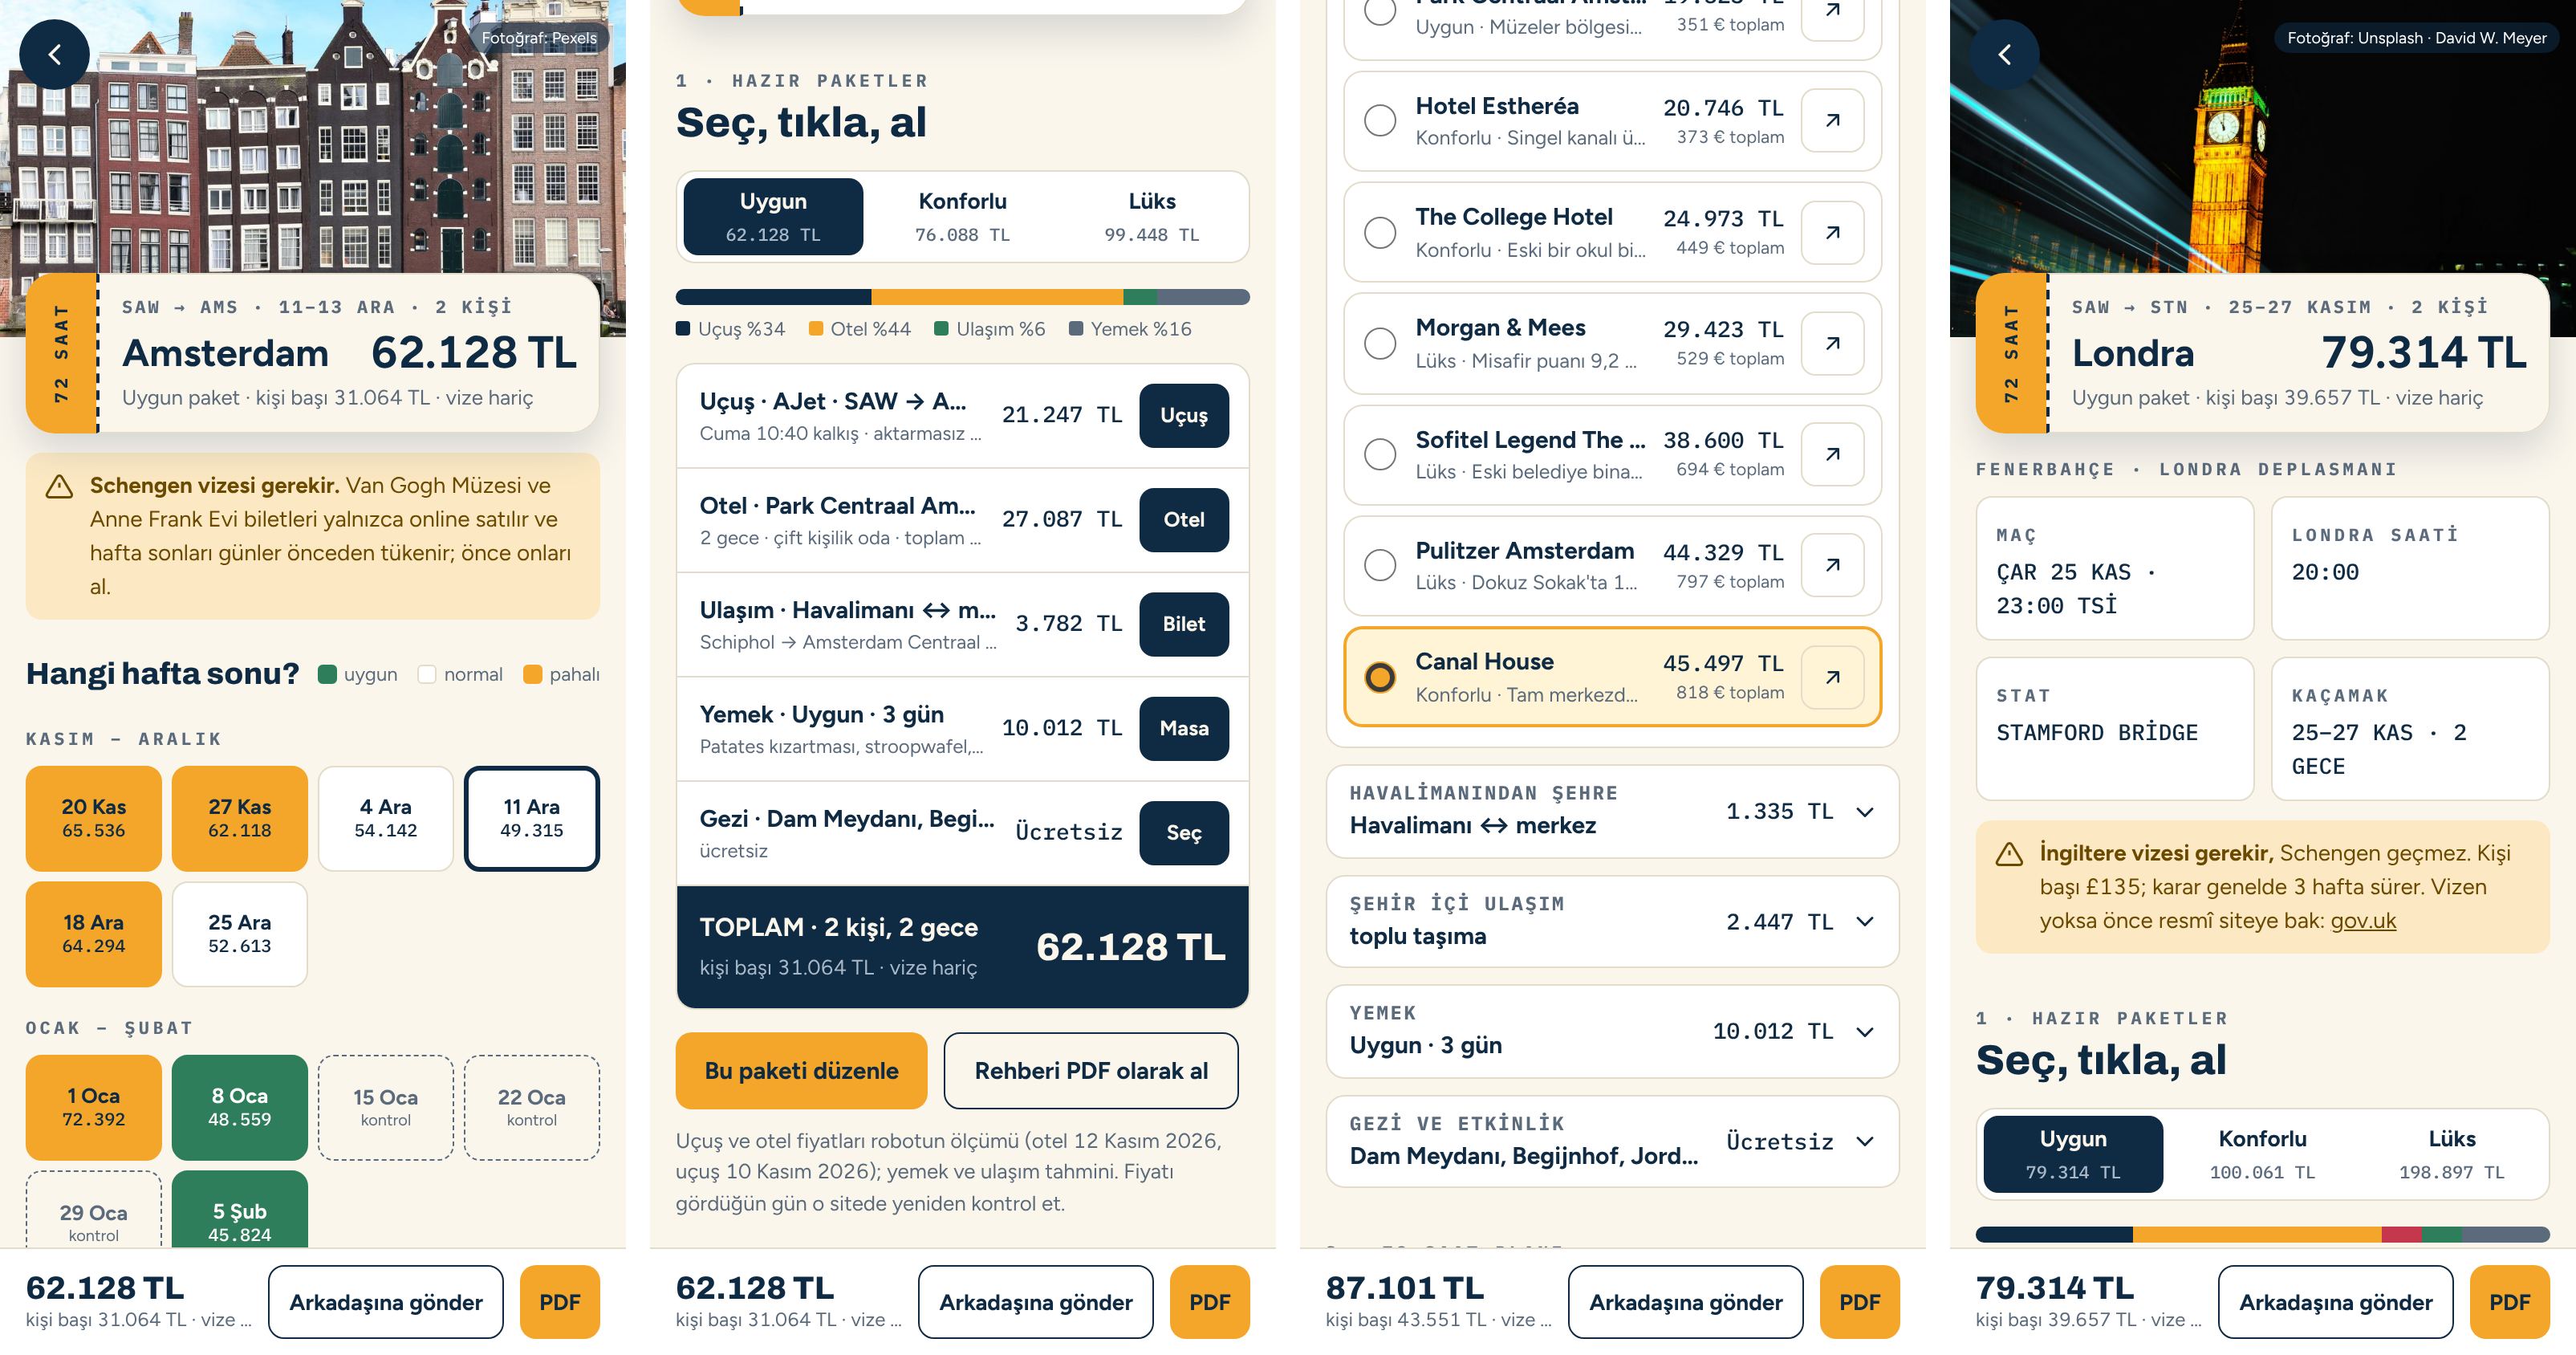 Fotoğraf: Pexels
72 SAAT
SAW → AMS · 11–13 ARA · 2 KİŞİ
Amsterdam 62.128 TL
Uygun paket · kişi başı 31.064 TL · vize hariç
Schengen vizesi gerekir. Van Gogh Müzesi ve
Anne Frank Evi biletleri yalnızca online satılır ve
hafta sonları günler önceden tükenir; önce onları
al.
Hangi hafta sonu? uygun normal pahalı
KASIM – ARALIK
20 Kas 27 Kas 4 Ara 11 Ara
65.536 62.118 54.142 49.315
18 Ara 25 Ara
64.294 52.613
OCAK – ŞUBAT
1 Oca 8 Oca 15 Oca 22 Oca
72.392 48.559 kontrol kontrol
29 Oca 5 Şub
kontrol 45.824
62.128 TL
kişi başı 31.064 TL · vize ...
Arkadaşına gönder
PDF
1 · HAZIR PAKETLER
Seç, tıkla, al
Uygun Konforlu Lüks
62.128 TL 76.088 TL 99.448 TL
Uçuş %34 Otel %44 Ulaşım %6 Yemek %16
Uçuş · AJet · SAW → A... 21.247 TL Uçuş
Cuma 10:40 kalkış · aktarmasız ...
Otel · Park Centraal Am... 27.087 TL Otel
2 gece · çift kişilik oda · toplam ...
Ulaşım · Havalimanı ↔ m... 3.782 TL Bilet
Schiphol → Amsterdam Centraal ...
Yemek · Uygun · 3 gün 10.012 TL Masa
Patates kızartması, stroopwafel,...
Gezi · Dam Meydanı, Begi... Ücretsiz Seç
ücretsiz
TOPLAM · 2 kişi, 2 gece 62.128 TL
kişi başı 31.064 TL · vize hariç
Bu paketi düzenle Rehberi PDF olarak al
Uçuş ve otel fiyatları robotun ölçümü (otel 12 Kasım 2026,
uçuş 10 Kasım 2026); yemek ve ulaşım tahmini. Fiyatı
gördüğün gün o sitede yeniden kontrol et.
62.128 TL
kişi başı 31.064 TL · vize ...
Arkadaşına gönder
PDF
Uygun · Müzeler bölgesi... 351 € toplam
Hotel Estheréa 20.746 TL
Konforlu · Singel kanalı ü... 373 € toplam
The College Hotel 24.973 TL
Konforlu · Eski bir okul bi... 449 € toplam
Morgan & Mees 29.423 TL
Lüks · Misafir puanı 9,2 ... 529 € toplam
Sofitel Legend The ... 38.600 TL
Lüks · Eski belediye bina... 694 € toplam
Pulitzer Amsterdam 44.329 TL
Lüks · Dokuz Sokak'ta 1... 797 € toplam
Canal House 45.497 TL
Konforlu · Tam merkezd... 818 € toplam
HAVALİMANINDAN ŞEHRE
Havalimanı ↔ merkez 1.335 TL
ŞEHİR İÇİ ULAŞIM
toplu taşıma 2.447 TL
YEMEK
Uygun · 3 gün 10.012 TL
GEZİ VE ETKİNLİK
Dam Meydanı, Begijnhof, Jord... Ücretsiz
87.101 TL
kişi başı 43.551 TL · vize ...
Arkadaşına gönder
PDF
Fotoğraf: Unsplash · David W. Meyer
72 SAAT
SAW → STN · 25–27 KASIM · 2 KİŞİ
Londra 79.314 TL
Uygun paket · kişi başı 39.657 TL · vize hariç
FENERBAHÇE · LONDRA DEPLASMANI
MAÇ
ÇAR 25 KAS ·
23:00 TSİ
LONDRA SAATİ
20:00
STAT
STAMFORD BRİDGE
KAÇAMAK
25–27 KAS · 2
GECE
İngiltere vizesi gerekir, Schengen geçmez. Kişi
başı £135; karar genelde 3 hafta sürer. Vizen
yoksa önce resmî siteye bak: gov.uk
1 · HAZIR PAKETLER
Seç, tıkla, al
Uygun Konforlu Lüks
79.314 TL 100.061 TL 198.897 TL
79.314 TL
kişi başı 39.657 TL · vize ...
Arkadaşına gönder
PDF